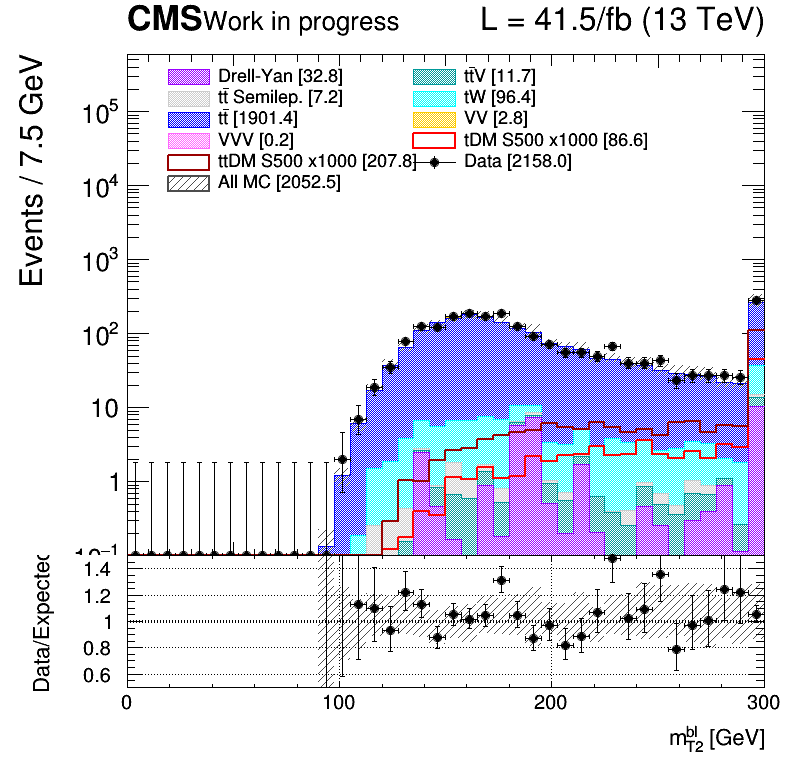 CMS Work in progress L = 41.5/fb (13 TeV)
Events / 7.5 GeV
Drell-Yan [32.8] tt̄V [11.7]
tt̄ Semilep. [7.2] tW [96.4]
tt̄ [1901.4] VV [2.8]
VVV [0.2] tDM S500 x1000 [86.6]
ttDM S500 x1000 [207.8] Data [2158.0]
All MC [2052.5]
10⁵
10⁴
10³
10²
10
1
10⁻¹
Data/Expected
1.4
1.2
1
0.8
0.6
0 100 200 300
m_{T2}^{bl} [GeV]